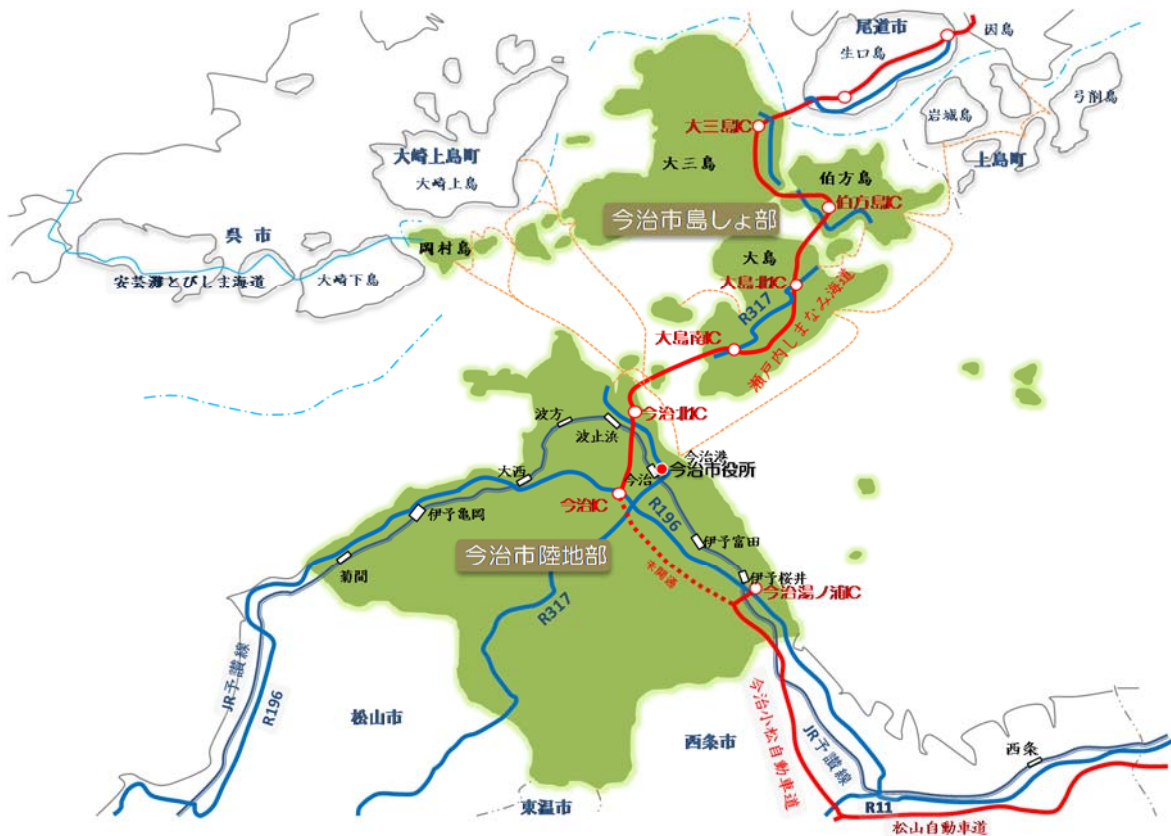 尾道市
因島
生口島
弓削島
岩城島
大三島IC
大崎上島町
大三島
上島町
大崎上島
伯方島
伯方島IC
今治市島しょ部
呉市
岡村島
大島
安芸灘とびしま海道
大崎下島
大島北IC
R317
瀬戸内しまなみ海道
大島南IC
今治北IC
波方
波止浜
今治港
今治市役所
大西
今治
今治IC
R196
伊予亀岡
伊予富田
今治市陸地部
未開通
菊間
伊予桜井
今治湯ノ浦IC
R317
JR予讃線
R196
松山市
西条市
今治小松自動車道
JR予讃線
西条
東温市
R11
松山自動車道